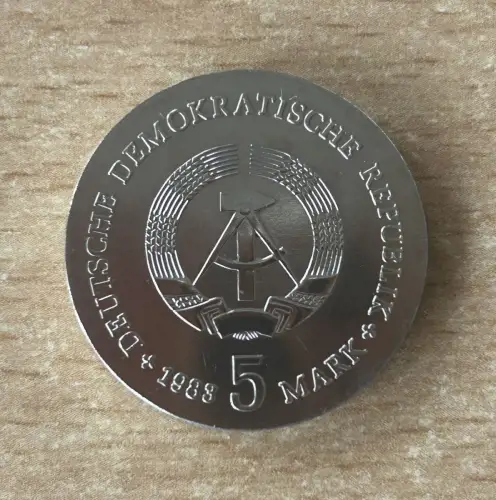 DEUTSCHE DEMOKRATISCHE REPUBLIK
1983 5 MARK